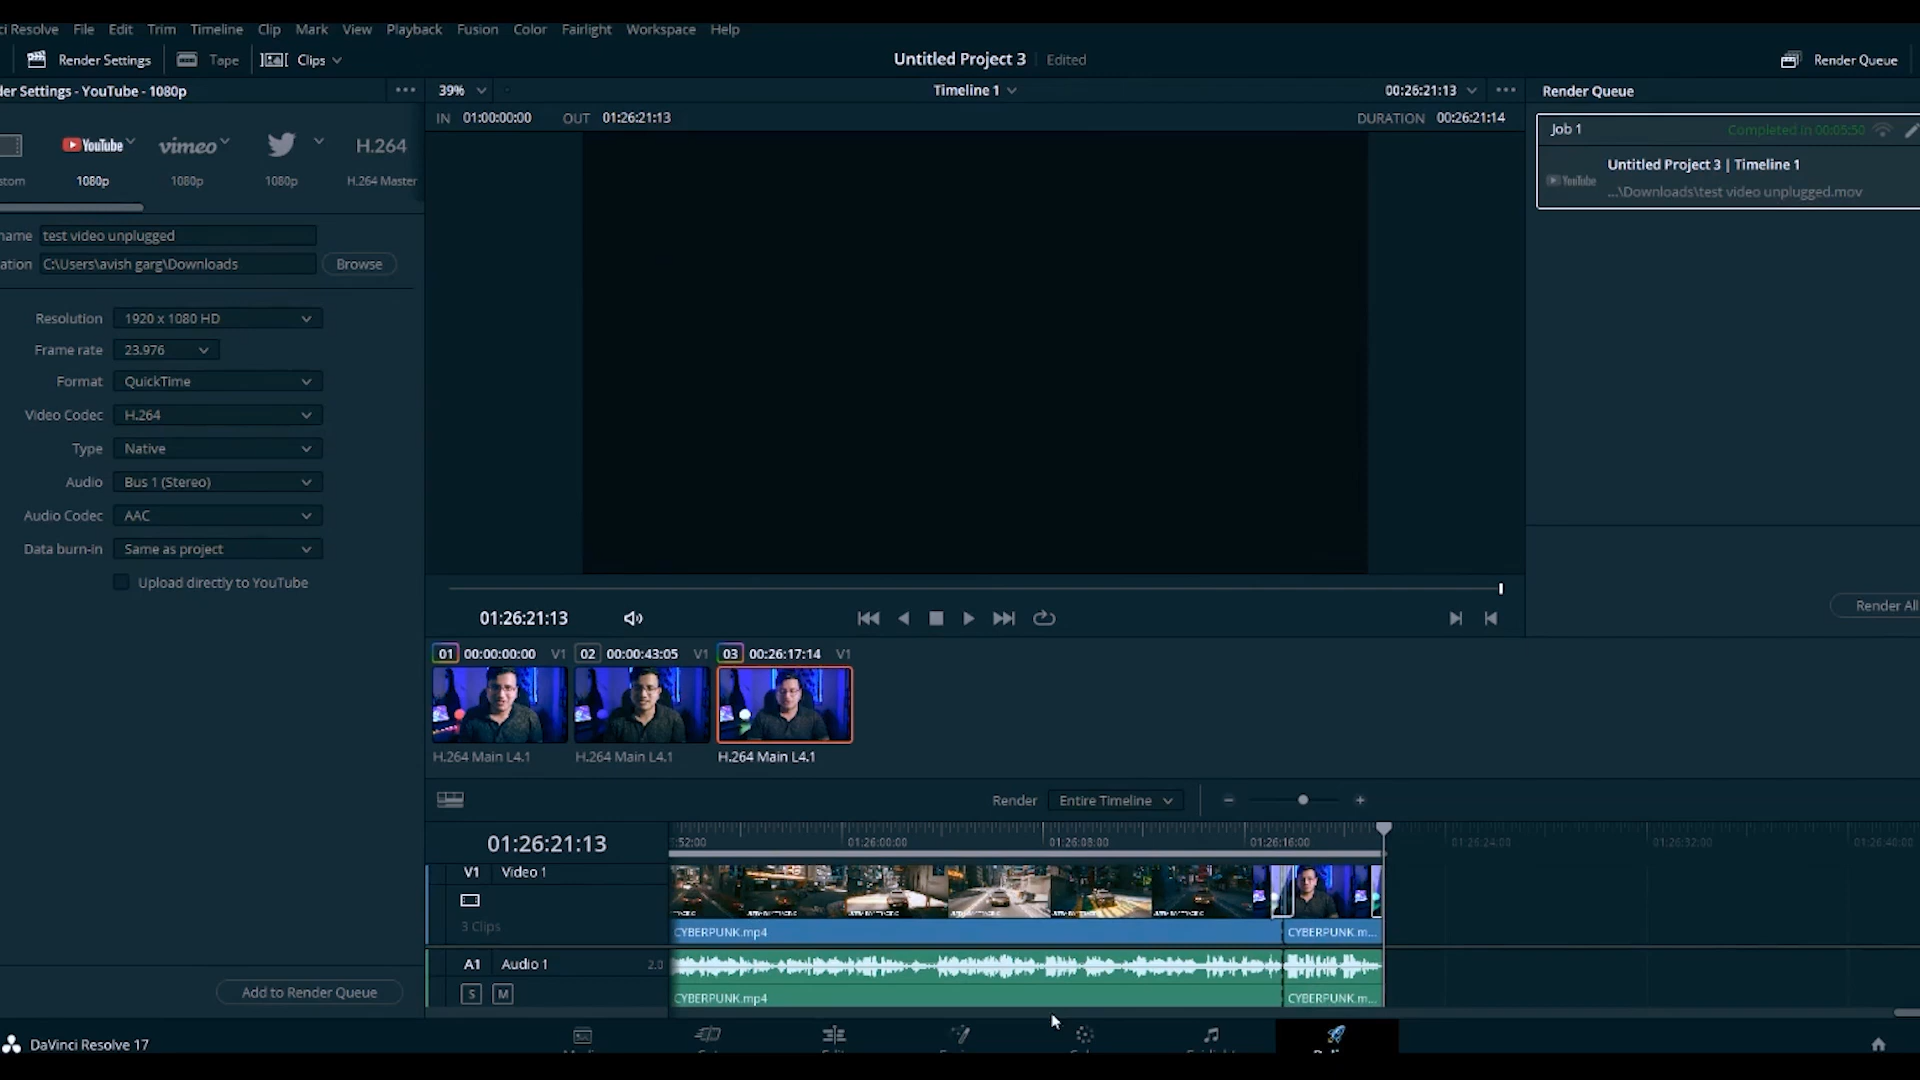 ci Resolve File Edit Trim Timeline Clip Mark View Playback Fusion Color Fairlight Workspace Help
Render Settings Tape Clips Untitled Project 3 Edited Render Queue
der Settings - YouTube - 1080p 39% Timeline 1 00:26:21:13 Render Queue
IN 01:00:00:00 OUT 01:26:21:13 DURATION 00:26:21:14
Job 1 Completed in 00:05:50
YouTube vimeo H.264
Untitled Project 3 | Timeline 1
stom 1080p 1080p 1080p H.264 Master
YouTube ...\Downloads\test video unplugged.mov
name test video unplugged
ation C:\Users\avish garg\Downloads Browse
Resolution 1920 x 1080 HD
Frame rate 23.976
Format QuickTime
Video Codec H.264
Type Native
Audio Bus 1 (Stereo)
Audio Codec AAC
Data burn-in Same as project
Upload directly to YouTube
Render All
01:26:21:13
01 00:00:00:00 V1 02 00:00:43:05 V1 03 00:26:17:14 V1
H.264 Main L4.1 H.264 Main L4.1 H.264 Main L4.1
Render Entire Timeline
01:26:21:13 5:52:00 01:26:00:00 01:26:08:00 01:26:16:00 01:26:24:00 01:26:32:00 01:26:40:00
V1 Video 1
3 Clips
CYBERPUNK.mp4 CYBERPUNK.m...
A1 Audio 1 2.0
S M
CYBERPUNK.mp4 CYBERPUNK.m...
Add to Render Queue
DaVinci Resolve 17